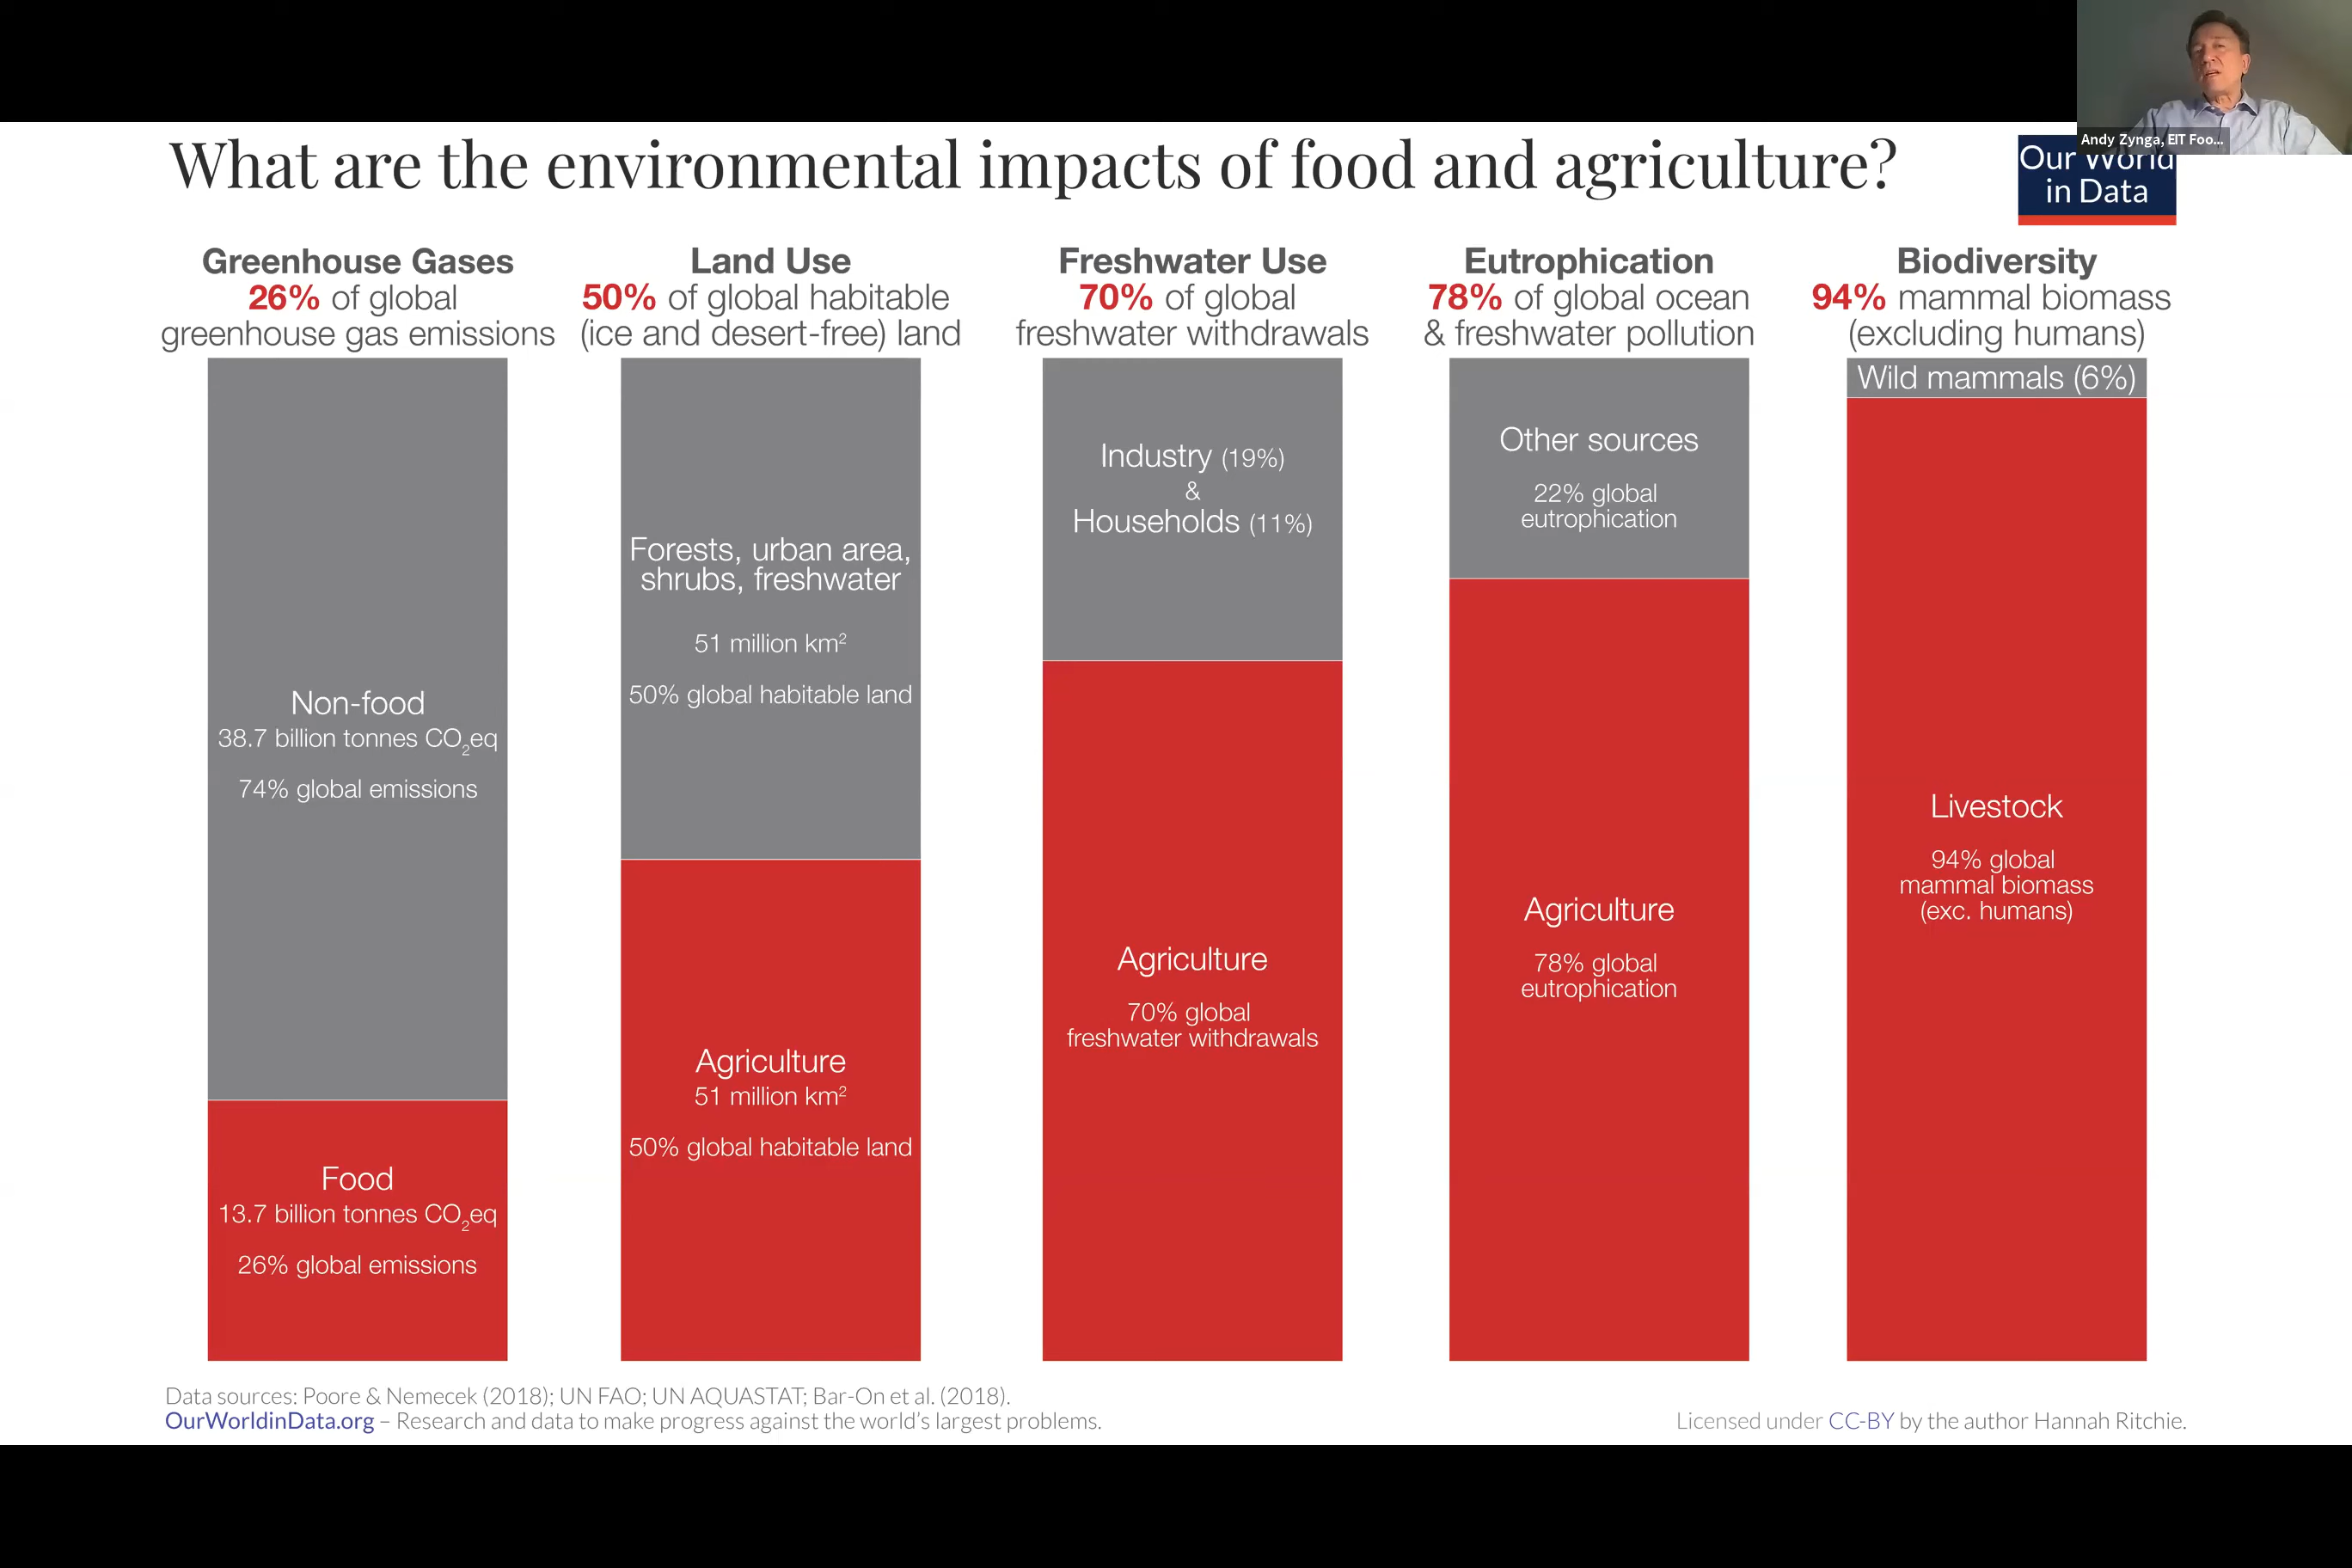 Andy Zynga, EIT Foo...
What are the environmental impacts of food and agriculture?
Our World
in Data
Greenhouse Gases
26% of global
greenhouse gas emissions
Non-food
38.7 billion tonnes CO₂eq
74% global emissions
Food
13.7 billion tonnes CO₂eq
26% global emissions
Land Use
50% of global habitable
(ice and desert-free) land
Forests, urban area,
shrubs, freshwater
51 million km²
50% global habitable land
Agriculture
51 million km²
50% global habitable land
Freshwater Use
70% of global
freshwater withdrawals
Industry (19%)
&
Households (11%)
Agriculture
70% global
freshwater withdrawals
Eutrophication
78% of global ocean
& freshwater pollution
Other sources
22% global
eutrophication
Agriculture
78% global
eutrophication
Biodiversity
94% mammal biomass
(excluding humans)
Wild mammals (6%)
Livestock
94% global
mammal biomass
(exc. humans)
Data sources: Poore & Nemecek (2018); UN FAO; UN AQUASTAT; Bar-On et al. (2018).
OurWorldinData.org – Research and data to make progress against the world's largest problems.
Licensed under CC-BY by the author Hannah Ritchie.